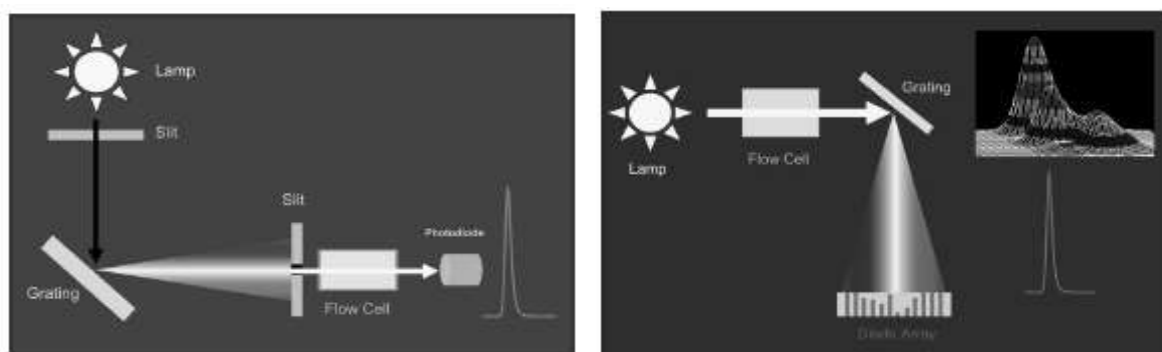 Lamp
Slit
Slit
Photodiode
Grating
Flow Cell
Grating
Flow Cell
Lamp
Diode Array